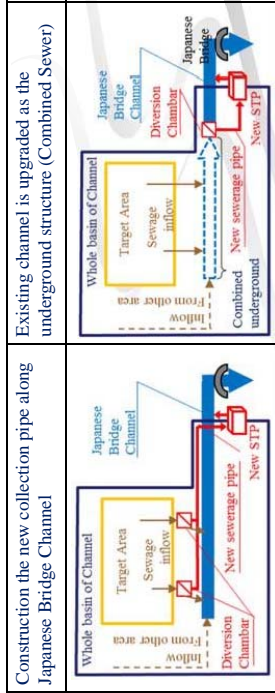 Construction the new collection pipe along
Japanese Bridge Channel
Whole basin of Channel
Target Area
Sewage
inflow
Inflow
From other area
Japanese
Bridge
Channel
New sewerage pipe
Diversion
Chambar
New STP
Existing channel is upgraded as the
underground structure (Combined Sewer)
Whole basin of Channel
Target Area
Sewage
inflow
Inflow
From other area
Japanese
Bridge
Channel
Diversion
Chambar
Japanese
Bridge
New sewerage pipe
New STP
Combined
underground